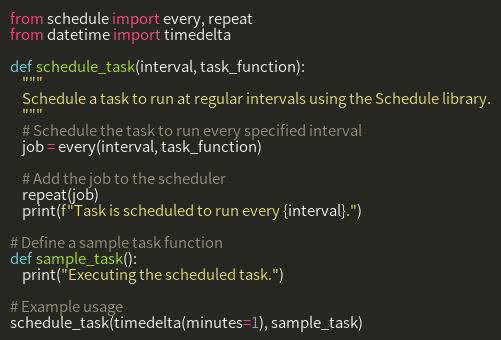 from schedule import every, repeat
from datetime import timedelta

def schedule_task(interval, task_function):
    """
    Schedule a task to run at regular intervals using the Schedule library.
    """
    # Schedule the task to run every specified interval
    job = every(interval, task_function)

    # Add the job to the scheduler
    repeat(job)
    print(f"Task is scheduled to run every {interval}.")

# Define a sample task function
def sample_task():
    print("Executing the scheduled task.")

# Example usage
schedule_task(timedelta(minutes=1), sample_task)